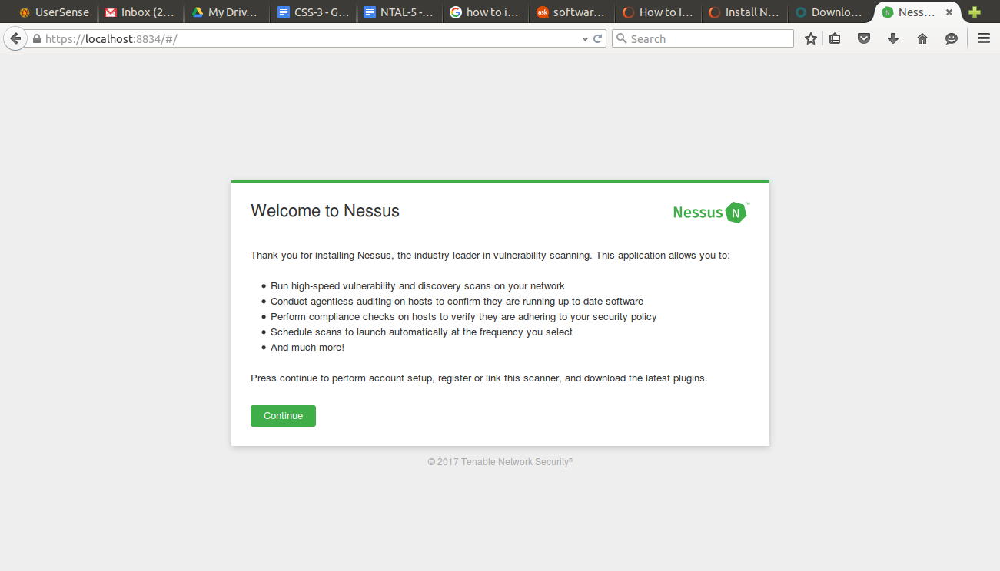 UserSense
Inbox (2...
My Driv...
CSS-3 - G...
NTAL-5 -...
how to i...
ask
softwar...
How to I...
Install N...
Downlo...
N
Ness...
https://localhost:8834/#/
Search
Welcome to Nessus
Nessus N ™
Thank you for installing Nessus, the industry leader in vulnerability scanning. This application allows you to:
• Run high-speed vulnerability and discovery scans on your network
• Conduct agentless auditing on hosts to confirm they are running up-to-date software
• Perform compliance checks on hosts to verify they are adhering to your security policy
• Schedule scans to launch automatically at the frequency you select
• And much more!
Press continue to perform account setup, register or link this scanner, and download the latest plugins.
Continue
© 2017 Tenable Network Security®